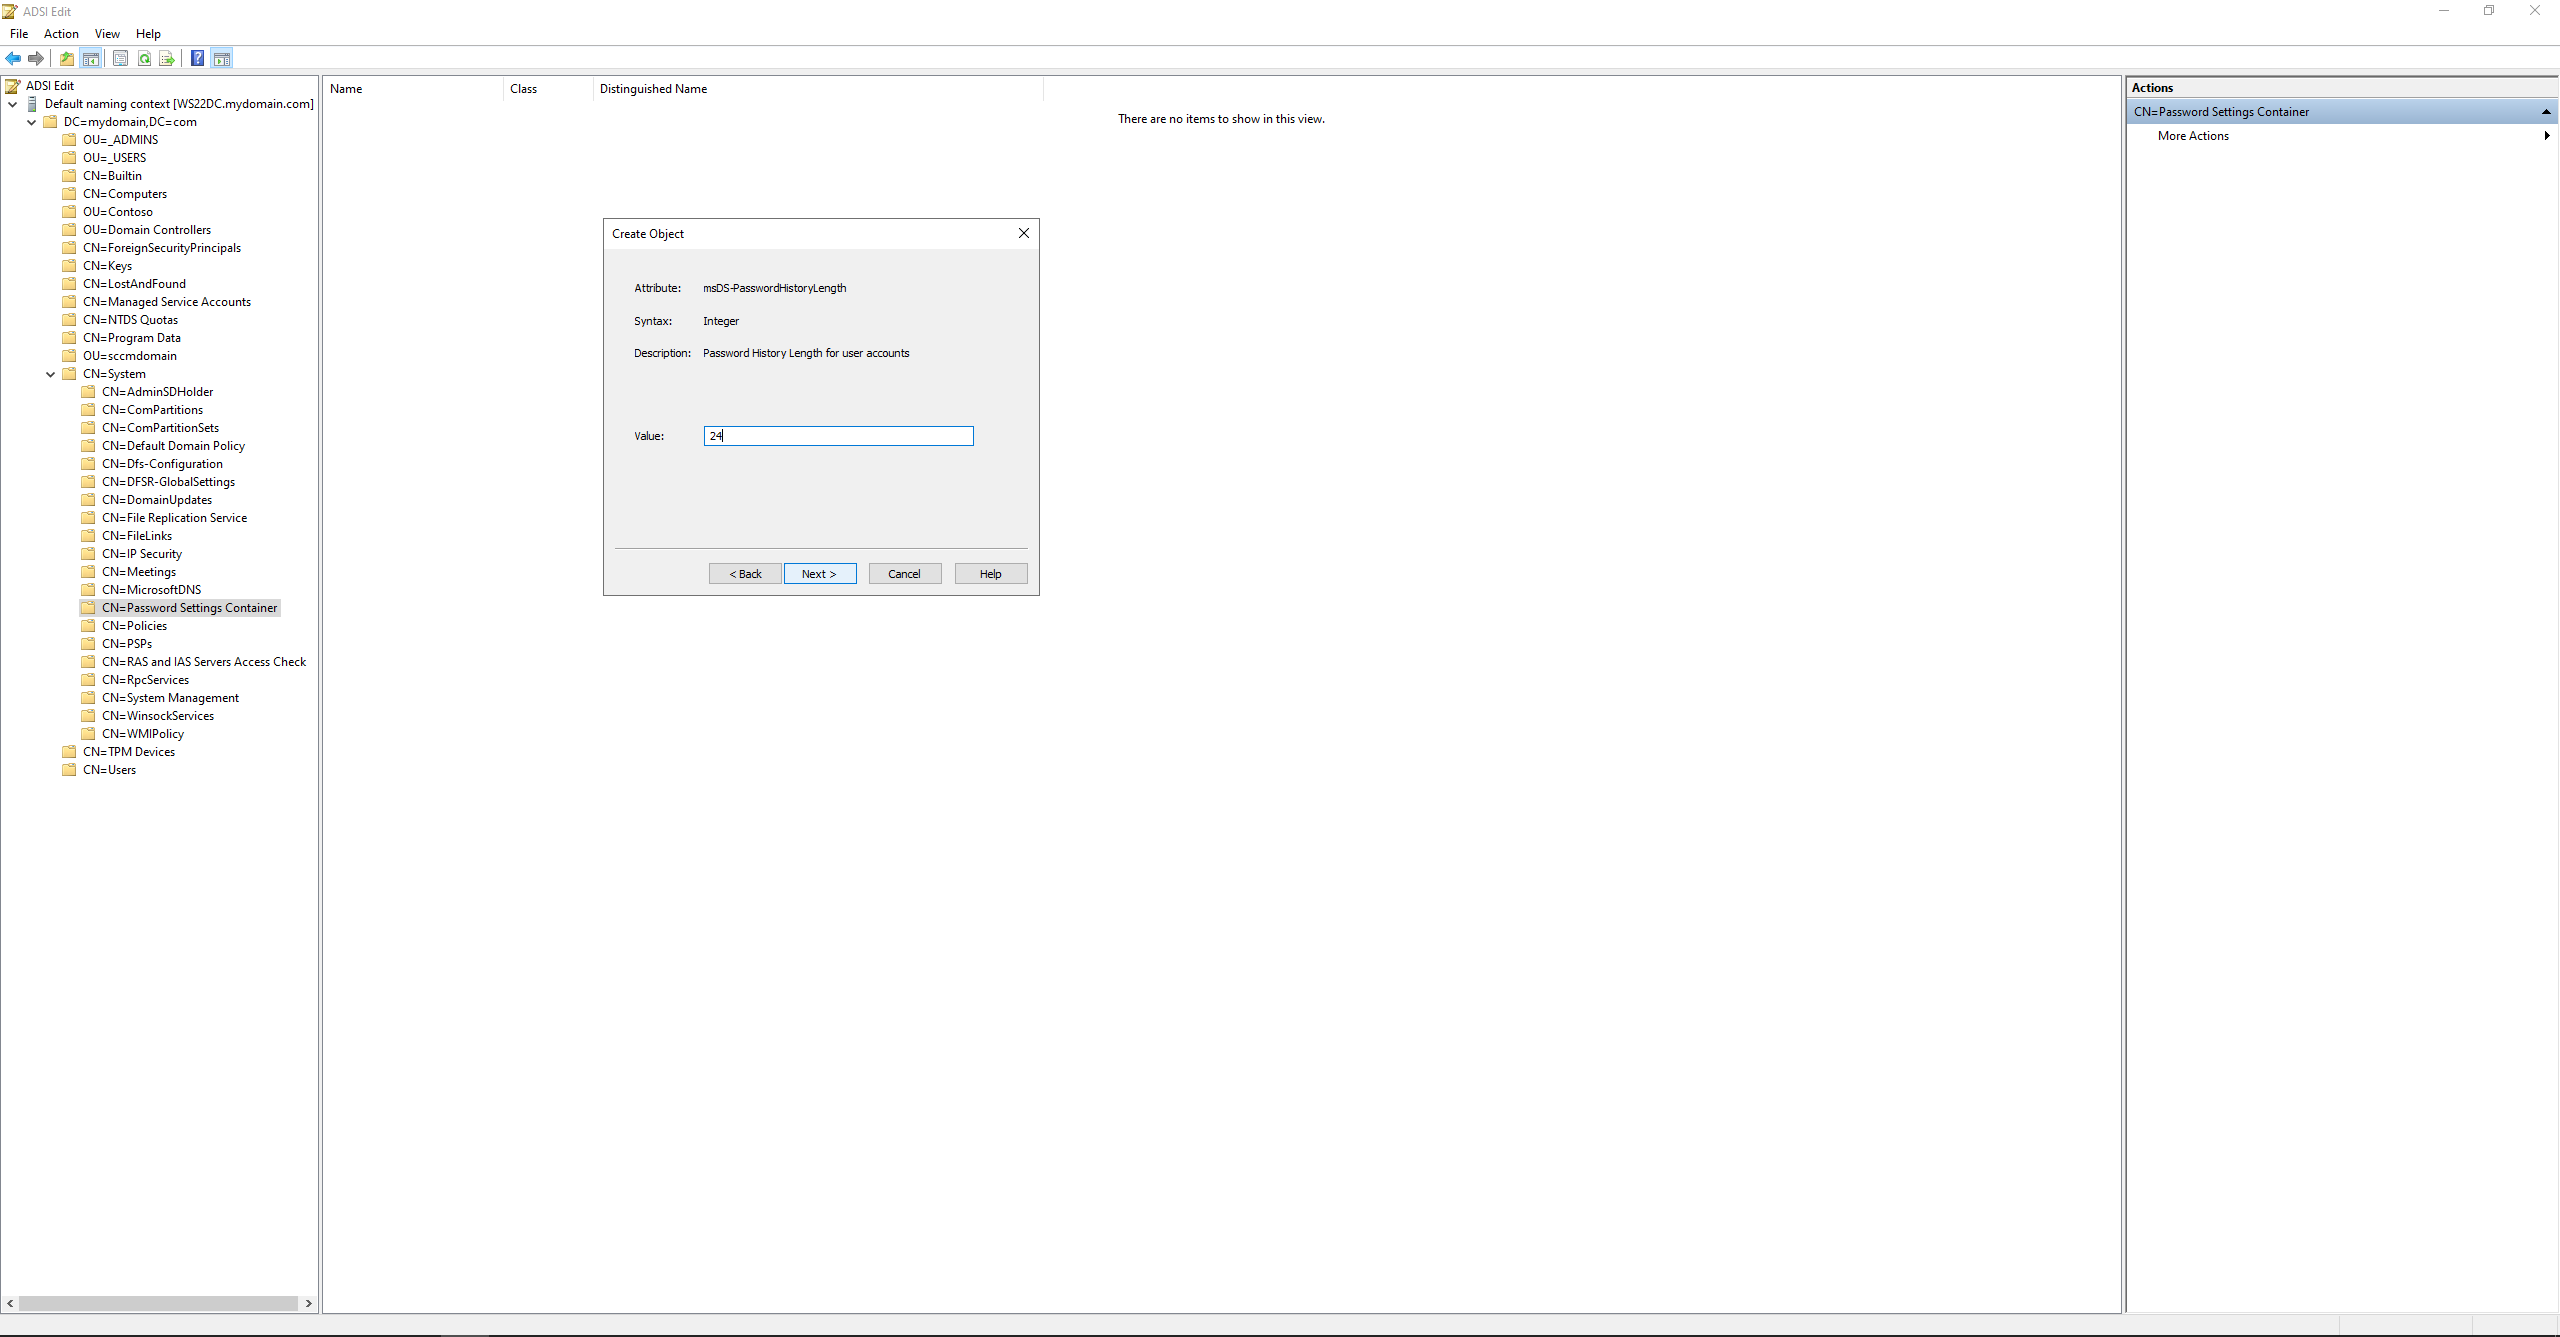 ADSI Edit
File Action View Help
ADSI Edit
Default naming context [WS22DC.mydomain.com]
DC=mydomain,DC=com
OU=_ADMINS
OU=_USERS
CN=Builtin
CN=Computers
OU=Contoso
OU=Domain Controllers
CN=ForeignSecurityPrincipals
CN=Keys
CN=LostAndFound
CN=Managed Service Accounts
CN=NTDS Quotas
CN=Program Data
OU=sccmdomain
CN=System
CN=AdminSDHolder
CN=ComPartitions
CN=ComPartitionSets
CN=Default Domain Policy
CN=Dfs-Configuration
CN=DFSR-GlobalSettings
CN=DomainUpdates
CN=File Replication Service
CN=FileLinks
CN=IP Security
CN=Meetings
CN=MicrosoftDNS
CN=Password Settings Container
CN=Policies
CN=PSPs
CN=RAS and IAS Servers Access Check
CN=RpcServices
CN=System Management
CN=WinsockServices
CN=WMIPolicy
CN=TPM Devices
CN=Users
Name Class Distinguished Name
There are no items to show in this view.
Create Object
Attribute: msDS-PasswordHistoryLength
Syntax: Integer
Description: Password History Length for user accounts
Value: 24
< Back Next > Cancel Help
Actions
CN=Password Settings Container
More Actions